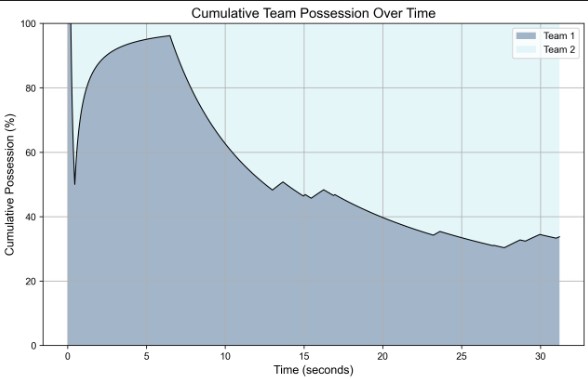 Cumulative Team Possession Over Time
100
80
60
40
20
0
Cumulative Possession (%)
Team 1
Team 2
0 5 10 15 20 25 30
Time (seconds)